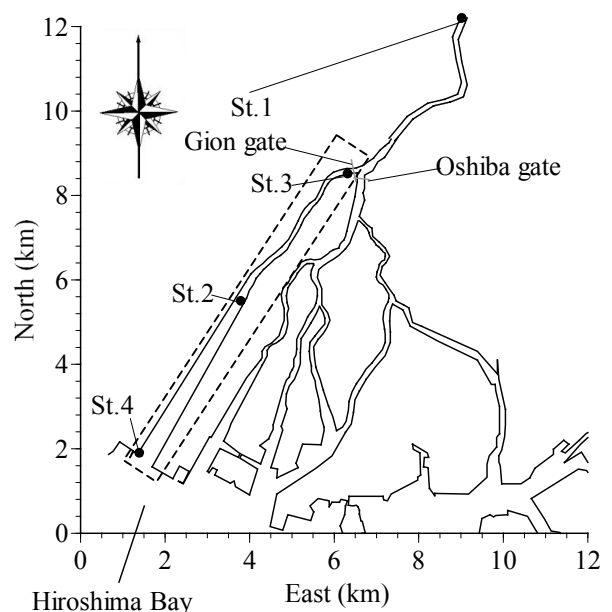 12
St.1
10
Gion gate
Oshiba gate
St.3
8
North (km)
6
St.2
4
St.4
2
0
0 2 4 6 8 10 12
Hiroshima Bay
East (km)